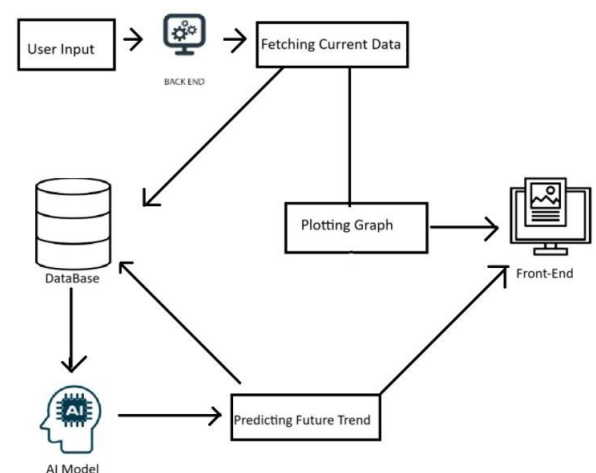 User Input
Fetching Current Data
BACK END
Plotting Graph
Front-End
DataBase
AI
Predicting Future Trend
AI Model